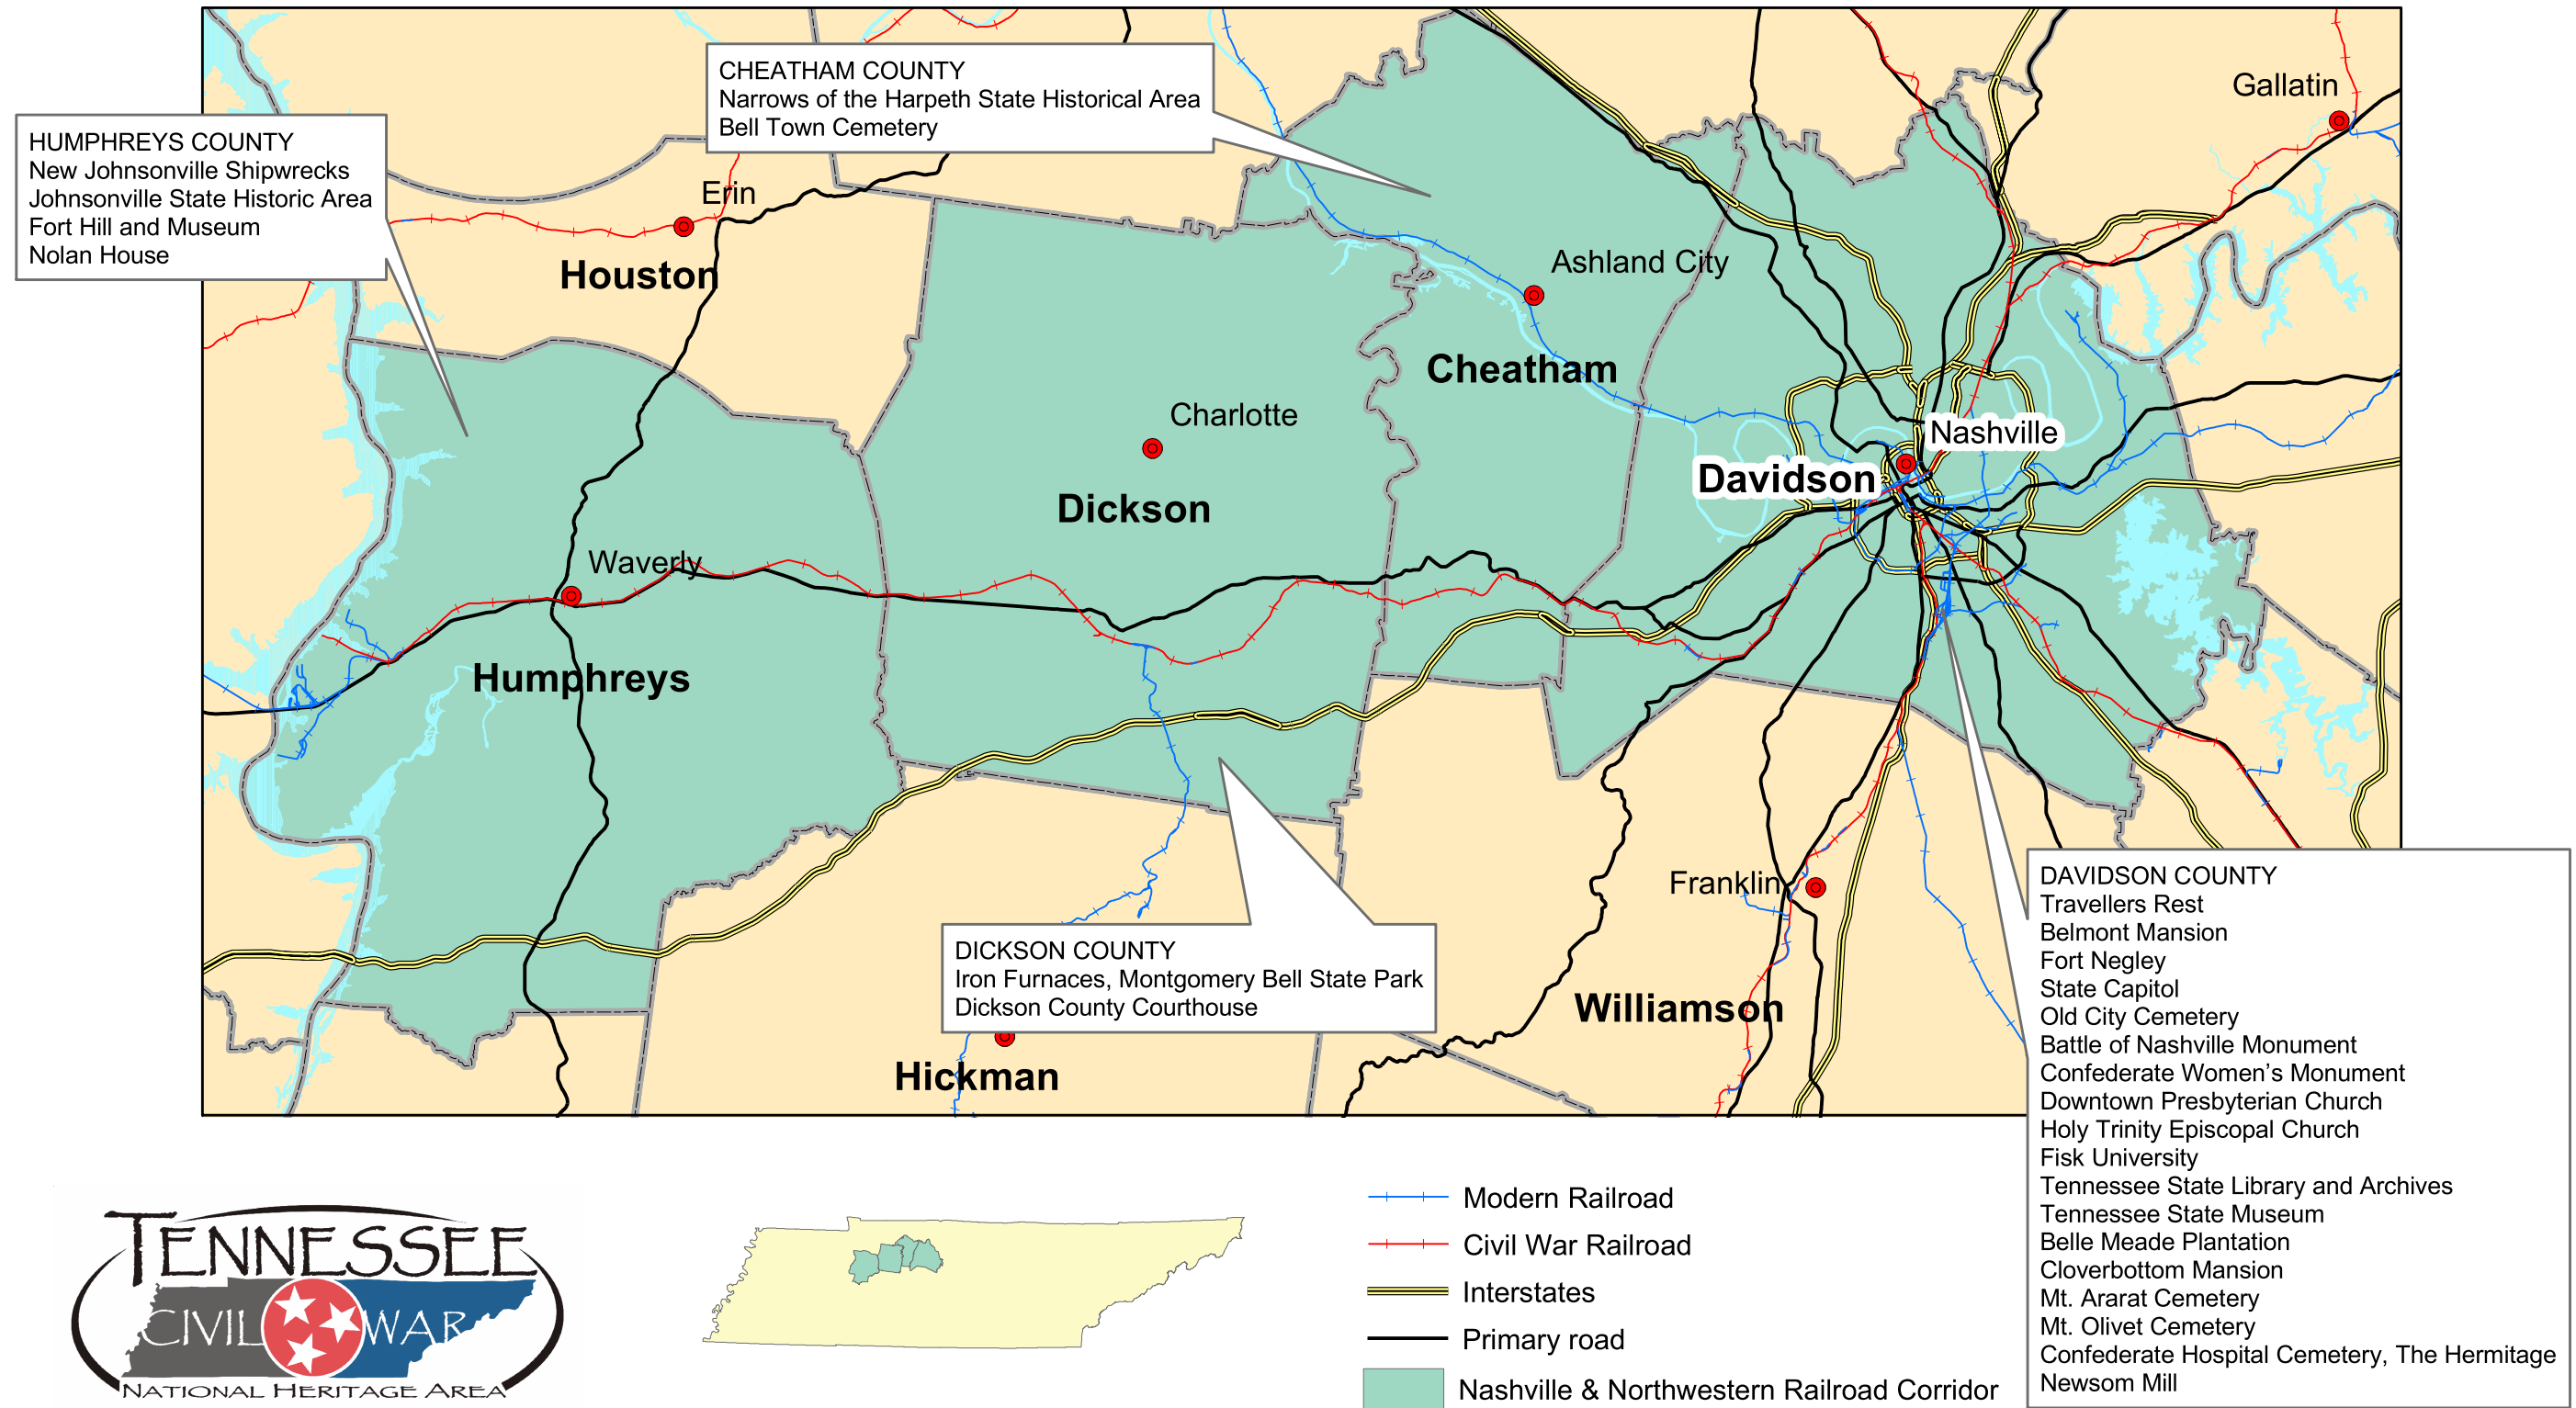 CHEATHAM COUNTY
Narrows of the Harpeth State Historical Area
Bell Town Cemetery
HUMPHREYS COUNTY
New Johnsonville Shipwrecks
Johnsonville State Historic Area
Fort Hill and Museum
Nolan House
Gallatin
Erin
Houston
Ashland City
Cheatham
Charlotte
Dickson
Nashville
Davidson
Waverly
Humphreys
Franklin
Williamson
Hickman
DICKSON COUNTY
Iron Furnaces, Montgomery Bell State Park
Dickson County Courthouse
DAVIDSON COUNTY
Travellers Rest
Belmont Mansion
Fort Negley
State Capitol
Old City Cemetery
Battle of Nashville Monument
Confederate Women’s Monument
Downtown Presbyterian Church
Holy Trinity Episcopal Church
Fisk University
Tennessee State Library and Archives
Tennessee State Museum
Belle Meade Plantation
Cloverbottom Mansion
Mt. Ararat Cemetery
Mt. Olivet Cemetery
Confederate Hospital Cemetery, The Hermitage
Newsom Mill
TENNESSEE
CIVIL WAR
NATIONAL HERITAGE AREA
Modern Railroad
Civil War Railroad
Interstates
Primary road
Nashville & Northwestern Railroad Corridor